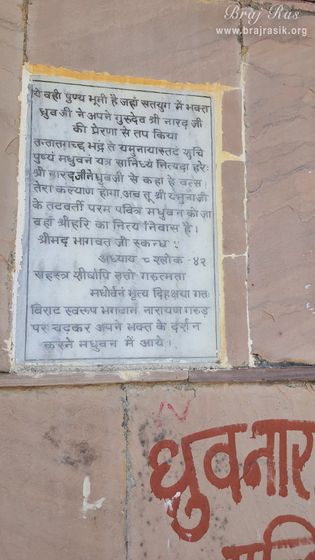 Braj Ras
www.brajrasik.org
ये वही पुण्य भूमी है जहां सतयुग में भक्त
ध्रुवजी ने अपने गुरुदेव श्री नारद जी
की प्रेरणा से तप किया
भद्रं ते यमुनायास्तट शुचि
पुण्यं मधुवनं यत्र सानिध्यं नित्यदा हरेः
श्री नारदजीने ध्रुवजी से कहा हे वत्स
तेरा कल्याण होगा, अब तू श्री यमुनाजी
के तटवर्ती परम पवित्र मधुवन को जा
वहां श्रीहरि का नित्य निवास है।
श्रीमद् भागवत जी स्कन्ध
अध्याय ८ श्लोक - ४२
सहस्त्र शीर्षापि ततो गरुत्मता
मधोर्वनं भृत्य दिदृक्षया गतः
विराट स्वरूप भगवान नारायण गरुड़
पर चढ़कर अपने भक्त के दर्शन
करने मधुवन में आये।
ध्रुवनारा